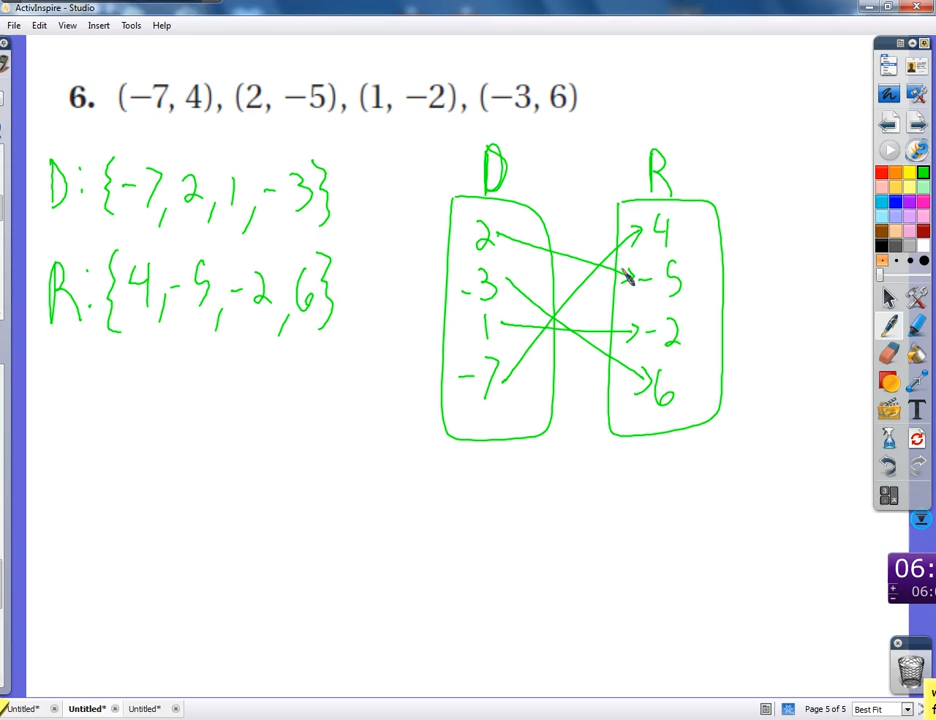 ActivInspire - Studio
File Edit View Insert Tools Help
6. (−7, 4), (2, −5), (1, −2), (−3, 6)
D: {-7, 2, 1, -3}
R: {4, -5, -2, 6}
D R
2 4
-3 -5
1 -2
-7 6
06:
06:
Untitled* Untitled* Untitled* Page 5 of 5 Best Fit